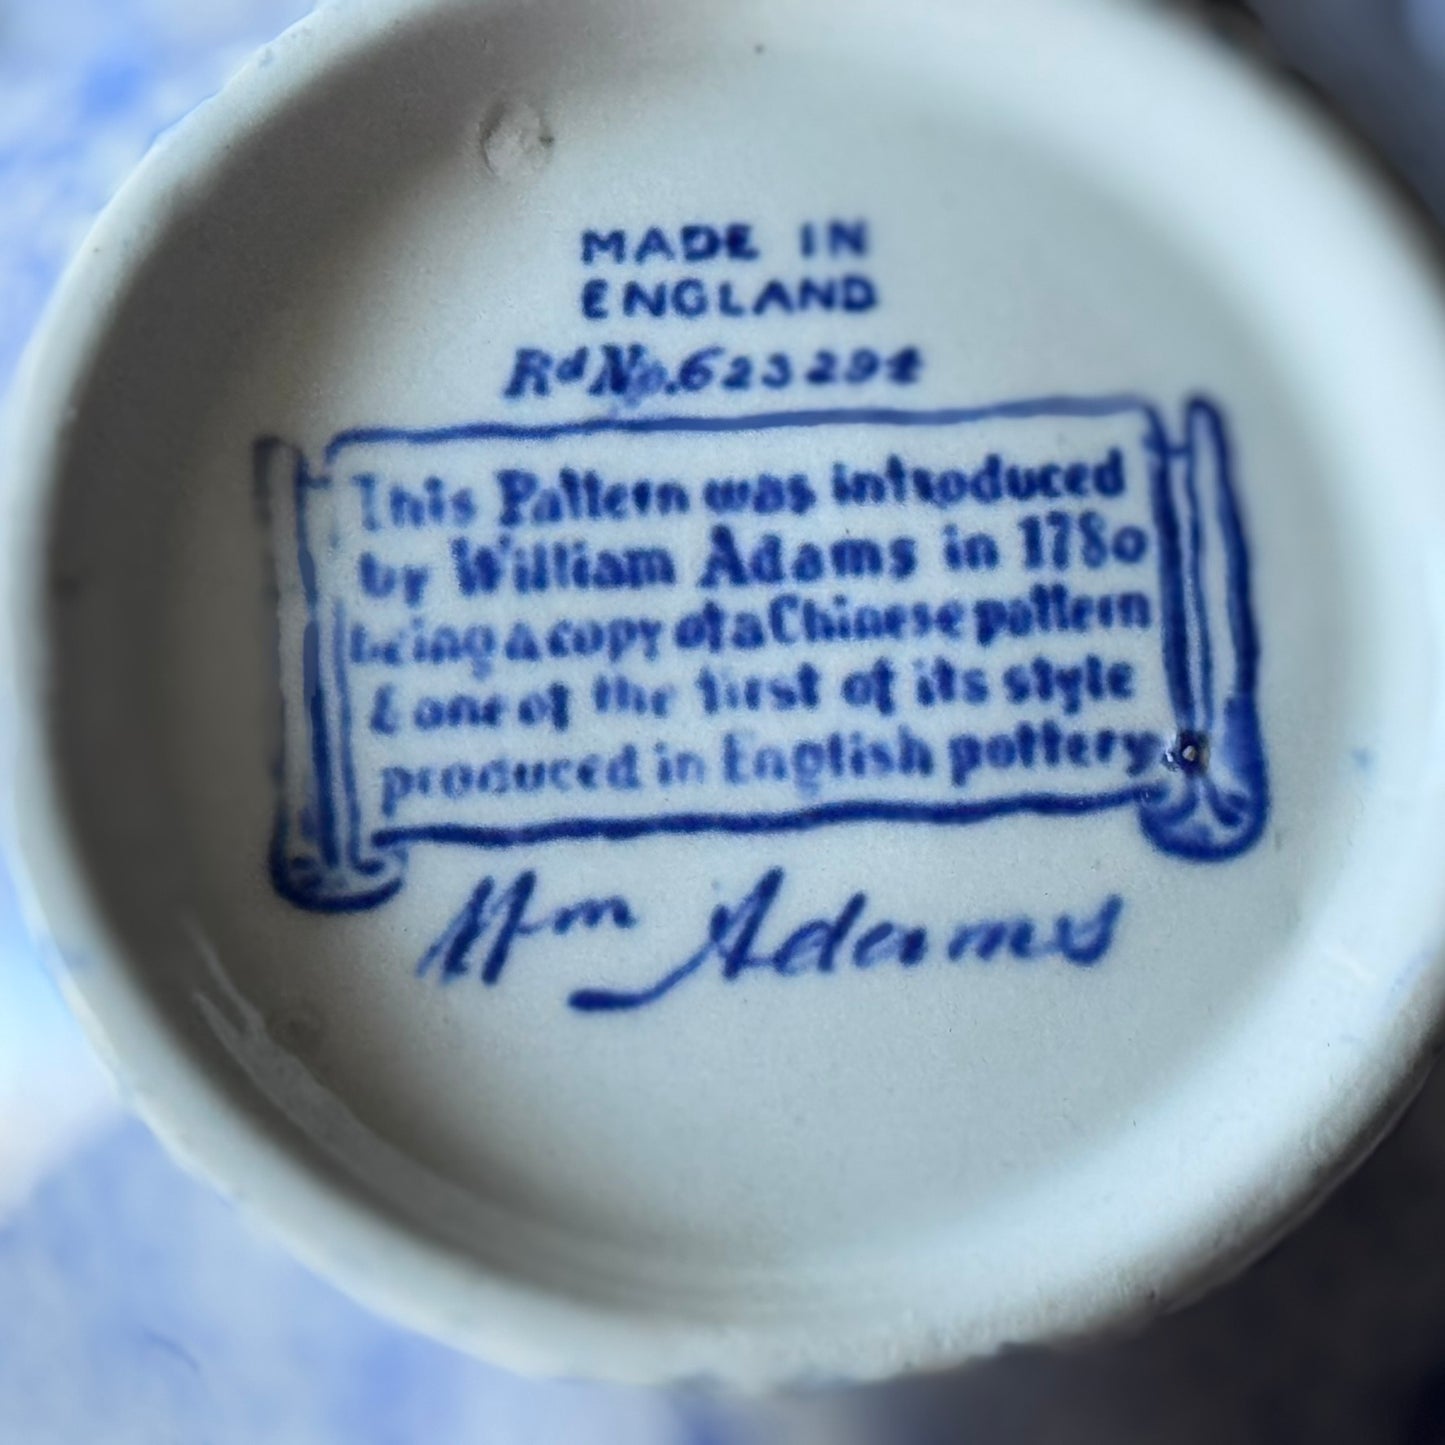 MADE IN
ENGLAND
Rd No. 623294
This Pattern was introduced
by William Adams in 1780
being a copy of a Chinese pattern
& one of the first of its style
produced in English pottery
Wm Adams